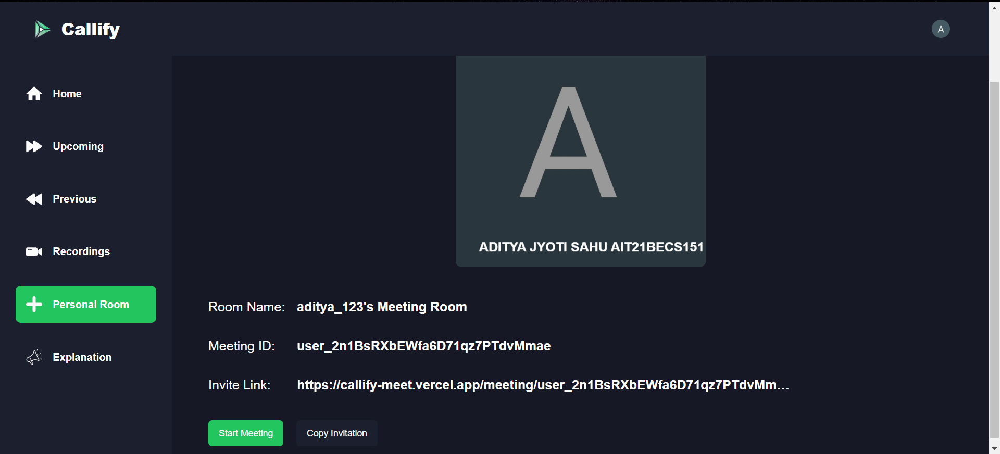 Callify
A
Home
Upcoming
Previous
Recordings
Personal Room
Explanation
A
ADITYA JYOTI SAHU AIT21BECS151
Room Name: aditya_123's Meeting Room
Meeting ID: user_2n1BsRXbEWfa6D71qz7PTdvMmae
Invite Link: https://callify-meet.vercel.app/meeting/user_2n1BsRXbEWfa6D71qz7PTdvMm...
Start Meeting
Copy Invitation